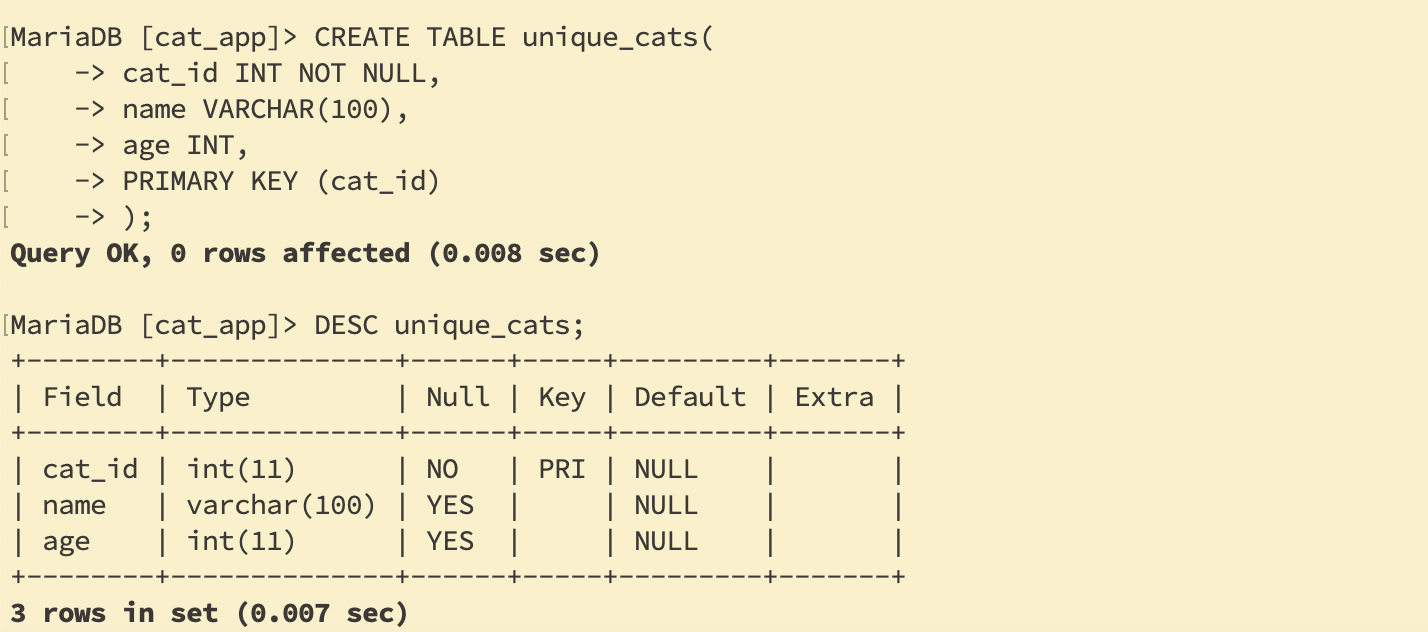 [MariaDB [cat_app]> CREATE TABLE unique_cats(
[    -> cat_id INT NOT NULL,
[    -> name VARCHAR(100),
[    -> age INT,
[    -> PRIMARY KEY (cat_id)
[    -> );
Query OK, 0 rows affected (0.008 sec)
[MariaDB [cat_app]> DESC unique_cats;
+--------+--------------+------+-----+---------+-------+
| Field  | Type         | Null | Key | Default | Extra |
+--------+--------------+------+-----+---------+-------+
| cat_id | int(11)      | NO   | PRI | NULL    |       |
| name   | varchar(100) | YES  |     | NULL    |       |
| age    | int(11)      | YES  |     | NULL    |       |
+--------+--------------+------+-----+---------+-------+
3 rows in set (0.007 sec)